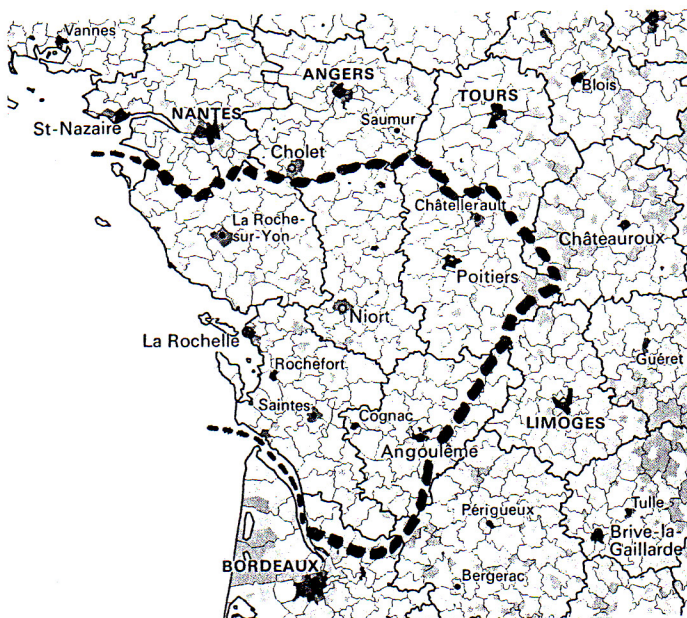 Vannes
ANGERS
TOURS
Blois
St-Nazaire
NANTES
Saumur
Cholet
Châtellerault
La Roche-
sur-Yon
Châteauroux
Poitiers
Niort
La Rochelle
Rochefort
Guéret
Saintes
Cognac
LIMOGES
Angoulême
Périgueux
Tulle
Brive-la-
Gaillarde
BORDEAUX
Bergerac